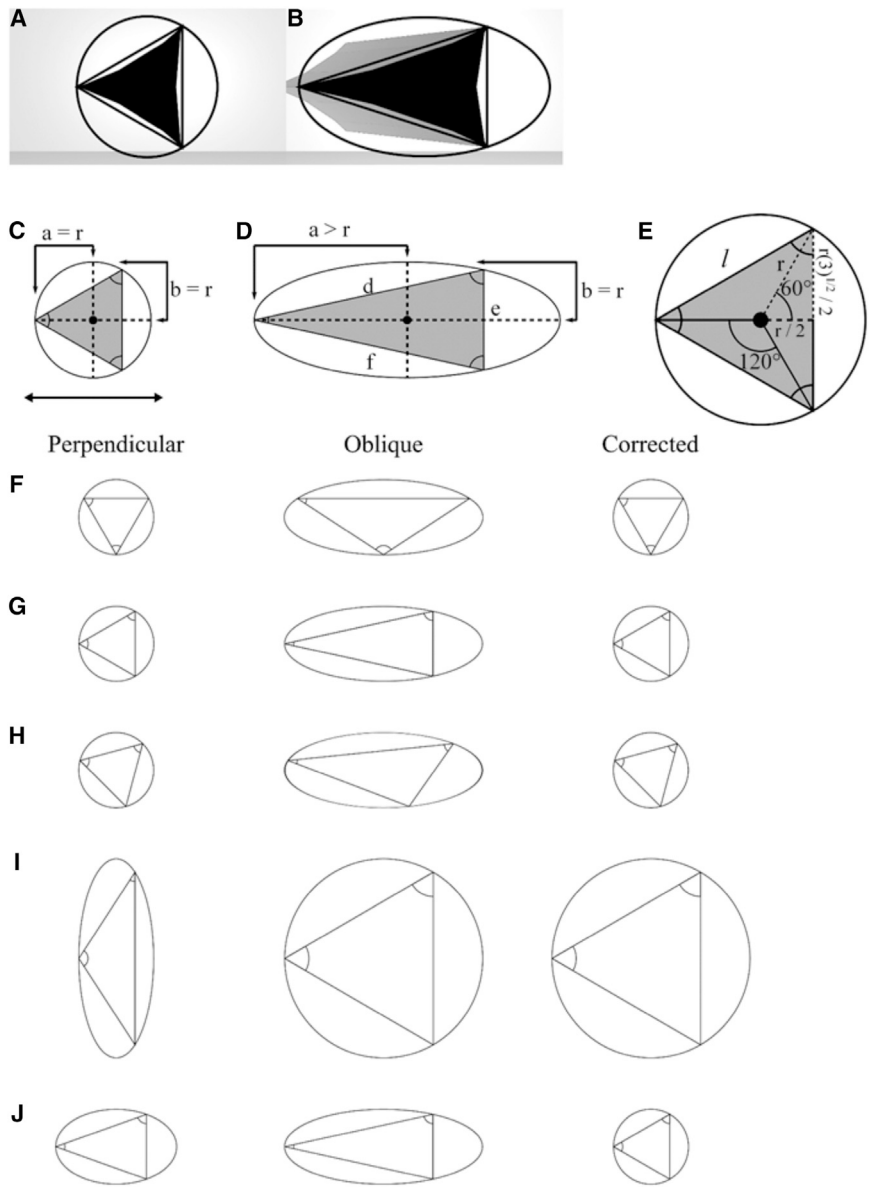 A B
C D E
a = r
b = r
a > r
b = r
d
e
f
l
r
60°
r / 2
120°
r(3)^1/2 / 2
Perpendicular Oblique Corrected
F
G
H
I
J